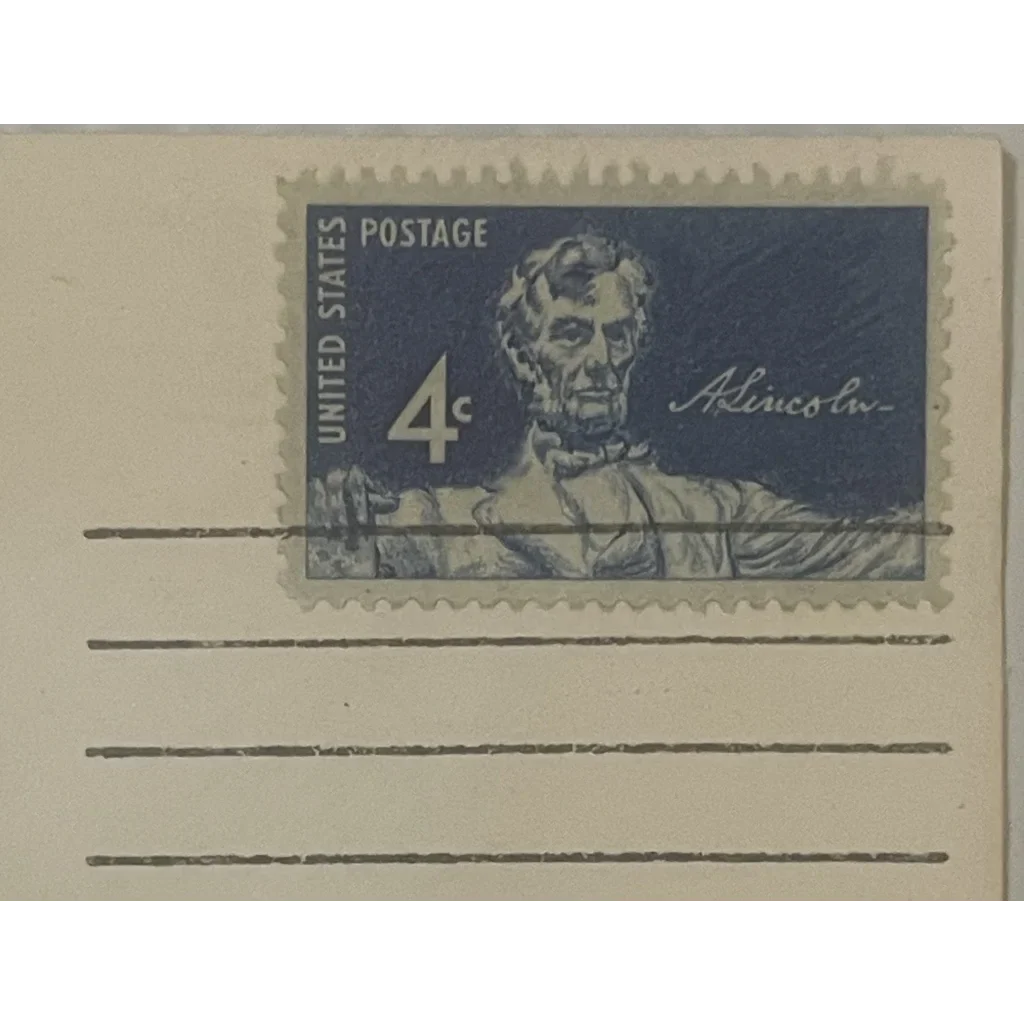 UNITED STATES
POSTAGE
4c
A. Lincoln